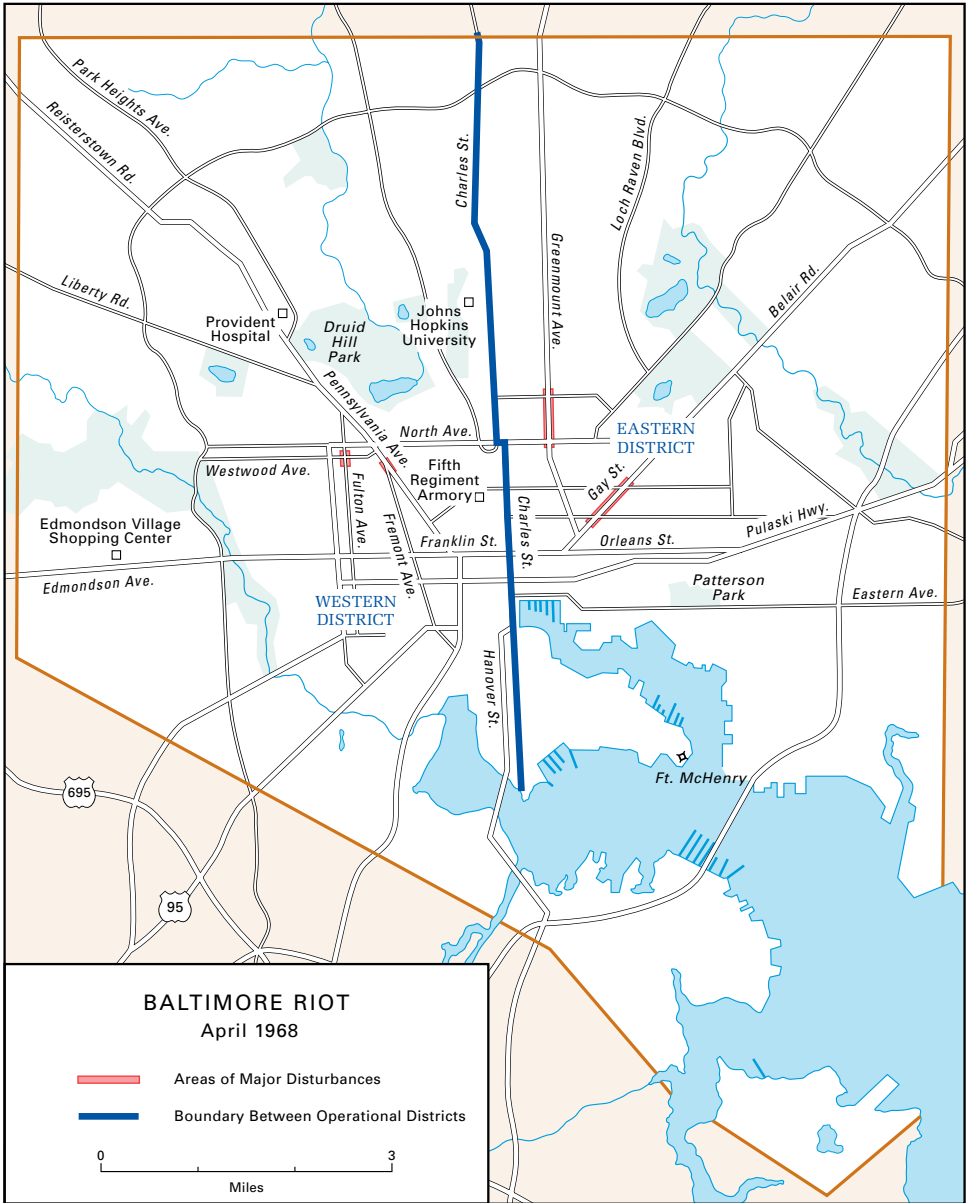 Park Heights Ave.
Reisterstown Rd.
Charles St.
Loch Raven Blvd.
Greenmount Ave.
Belair Rd.
Liberty Rd.
Provident
Hospital
Druid
Hill
Park
Johns
Hopkins
University
Pennsylvania Ave.
North Ave.
EASTERN
DISTRICT
Westwood Ave.
Fifth
Regiment
Armory
Gay St.
Fulton Ave.
Fremont Ave.
Edmondson Village
Shopping Center
Franklin St.
Charles St.
Orleans St.
Pulaski Hwy.
Edmondson Ave.
Patterson
Park
Eastern Ave.
WESTERN
DISTRICT
Hanover St.
Ft. McHenry
695
95
BALTIMORE RIOT
April 1968
Areas of Major Disturbances
Boundary Between Operational Districts
0
3
Miles